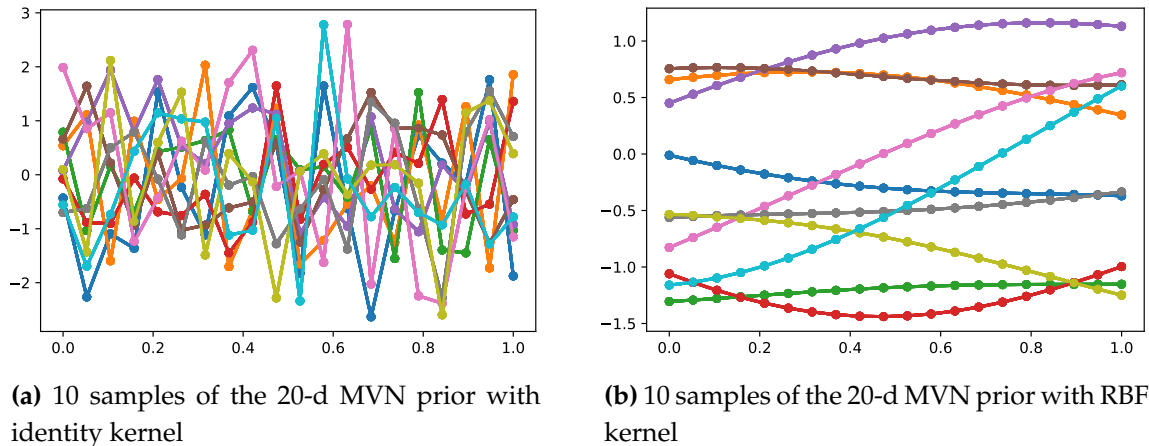 3
2
1
0
−1
−2
0.0 0.2 0.4 0.6 0.8 1.0
1.0
0.5
0.0
−0.5
−1.0
−1.5
0.0 0.2 0.4 0.6 0.8 1.0
(a) 10 samples of the 20-d MVN prior with
identity kernel
(b) 10 samples of the 20-d MVN prior with RBF
kernel